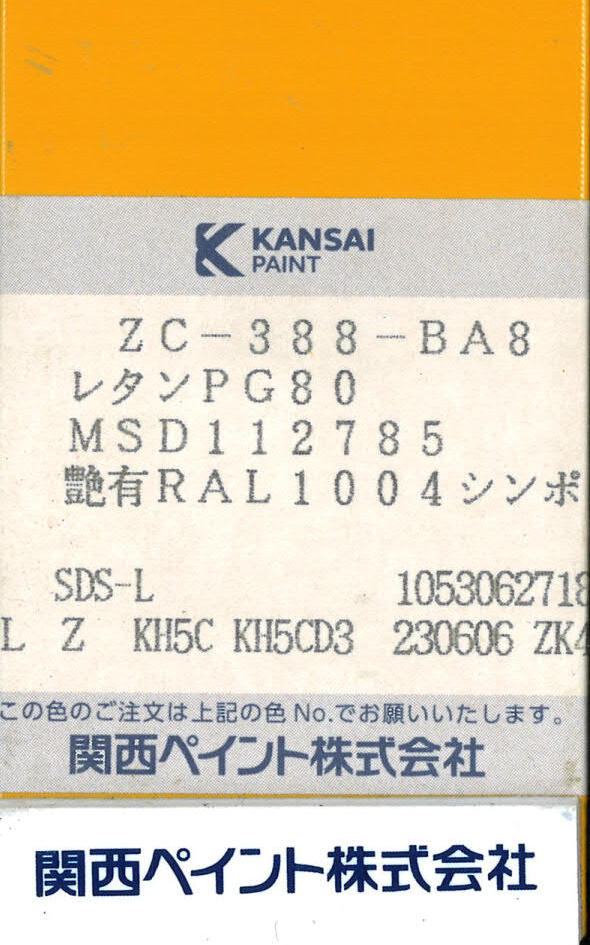 KANSAI
PAINT
ZC-388-BA8
レタンPG80
MSD112785
艶有RAL1004シンポ
SDS-L 1053062718
L Z KH5C KH5CD3 230606 ZK4
この色のご注文は上記の色No.でお願いいたします。
関西ペイント株式会社
関西ペイント株式会社